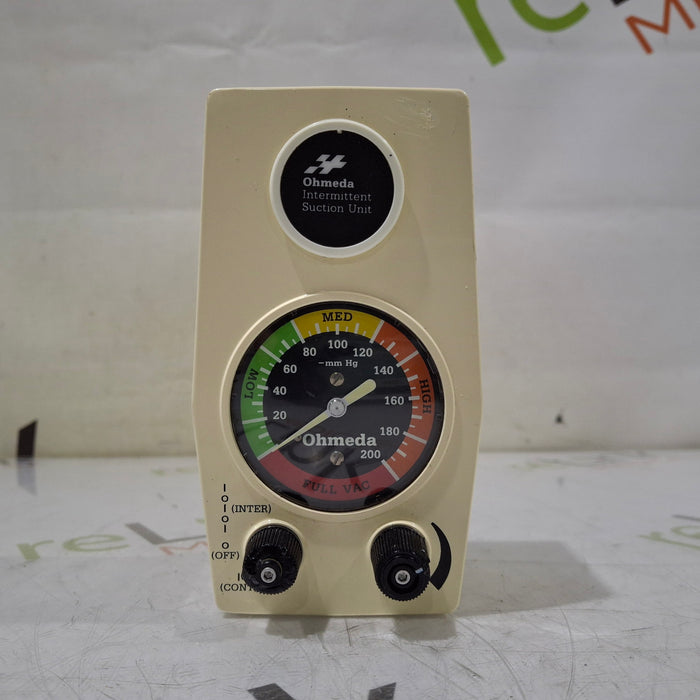 Ohmeda
Intermittent
Suction Unit
MED
LOW
HIGH
80 100 120
-mm Hg
60 140
40 160
20 180
Ohmeda
200
FULL VAC
I
O
I (INTER)
O
I
O
(OFF)
I